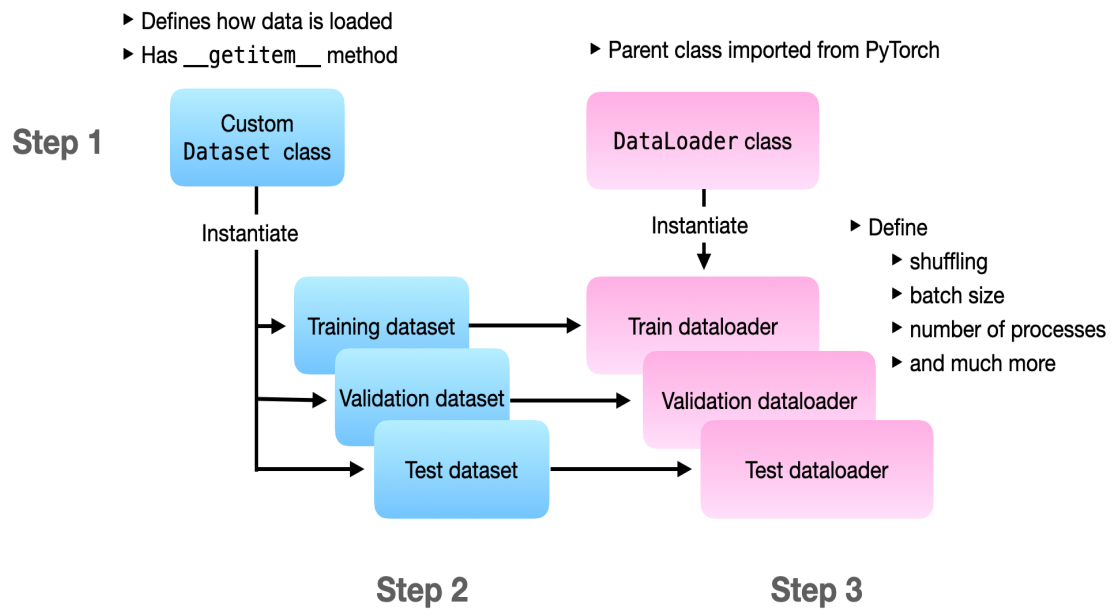 ▸ Defines how data is loaded
▸ Has __getitem__ method
▸ Parent class imported from PyTorch
Step 1
Custom
Dataset class
DataLoader class
Instantiate
Instantiate
▸ Define
▸ shuffling
▸ batch size
▸ number of processes
▸ and much more
Training dataset
Train dataloader
Validation dataset
Validation dataloader
Test dataset
Test dataloader
Step 2
Step 3